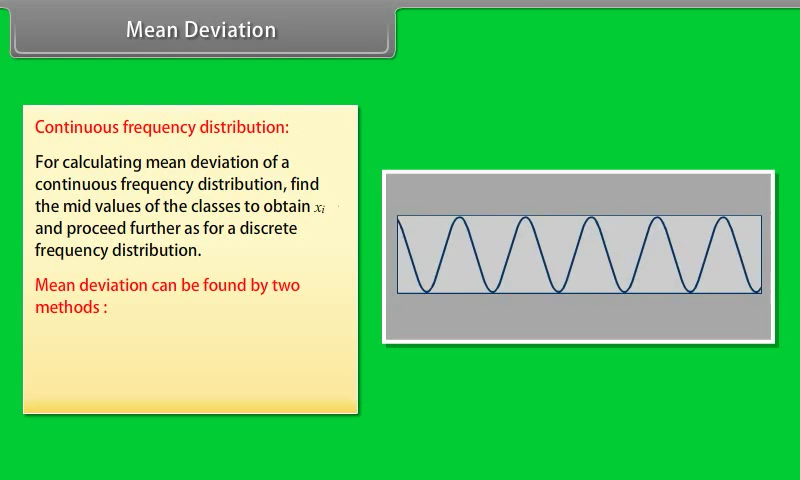 Mean Deviation
Continuous frequency distribution:
For calculating mean deviation of a
continuous frequency distribution, find
the mid values of the classes to obtain xᵢ
and proceed further as for a discrete
frequency distribution.
Mean deviation can be found by two
methods :